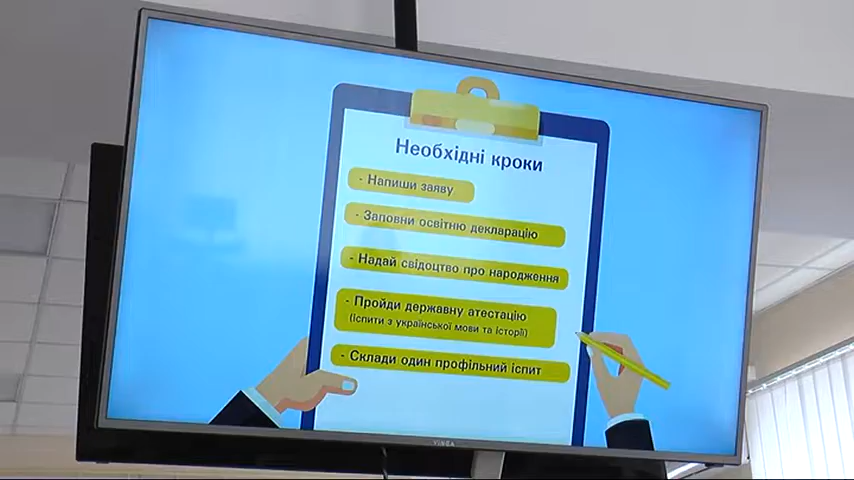 Необхідні кроки
- Напиши заяву
- Заповни освітню декларацію
- Надай свідоцтво про народження
- Пройди державну атестацію
(іспити з української мови та історії)
- Склади один профільний іспит